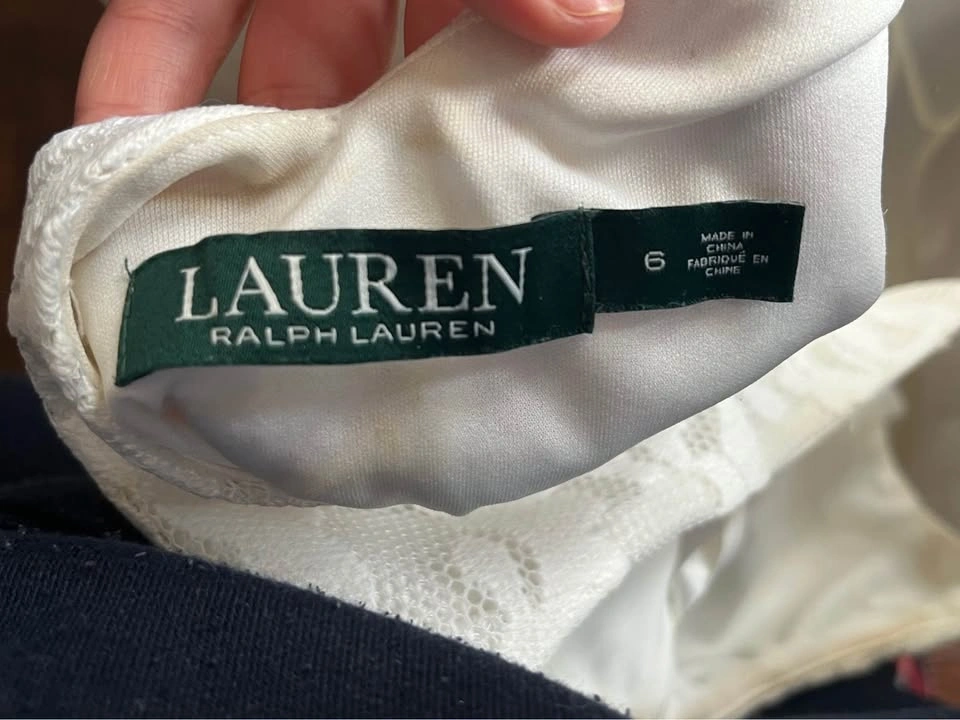 LAUREN
RALPH LAUREN
6
MADE IN
CHINA
FABRIQUÉ EN
CHINE